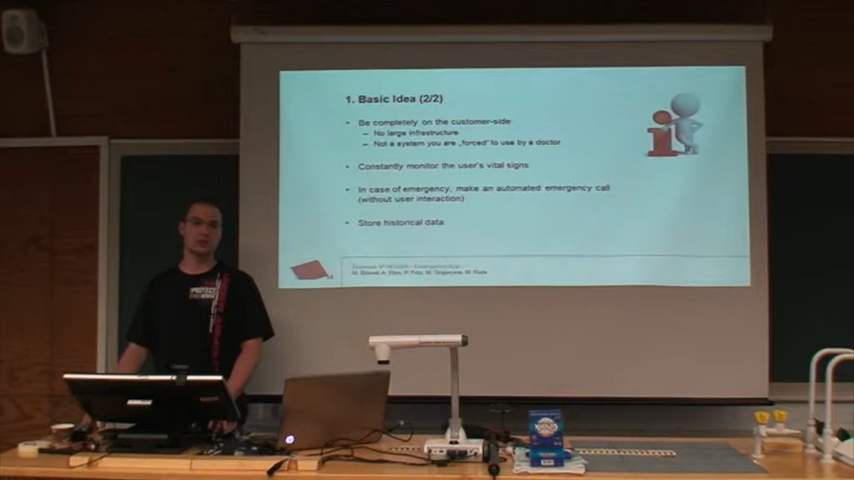 1. Basic Idea (2/2)
• Be completely on the customer-side
– No large infrastructure
– Not a system you are „forced" to use by a doctor
• Constantly monitor the user's vital signs
• In case of emergency, make an automated emergency call
(without user interaction)
• Store historical data
PROTECT